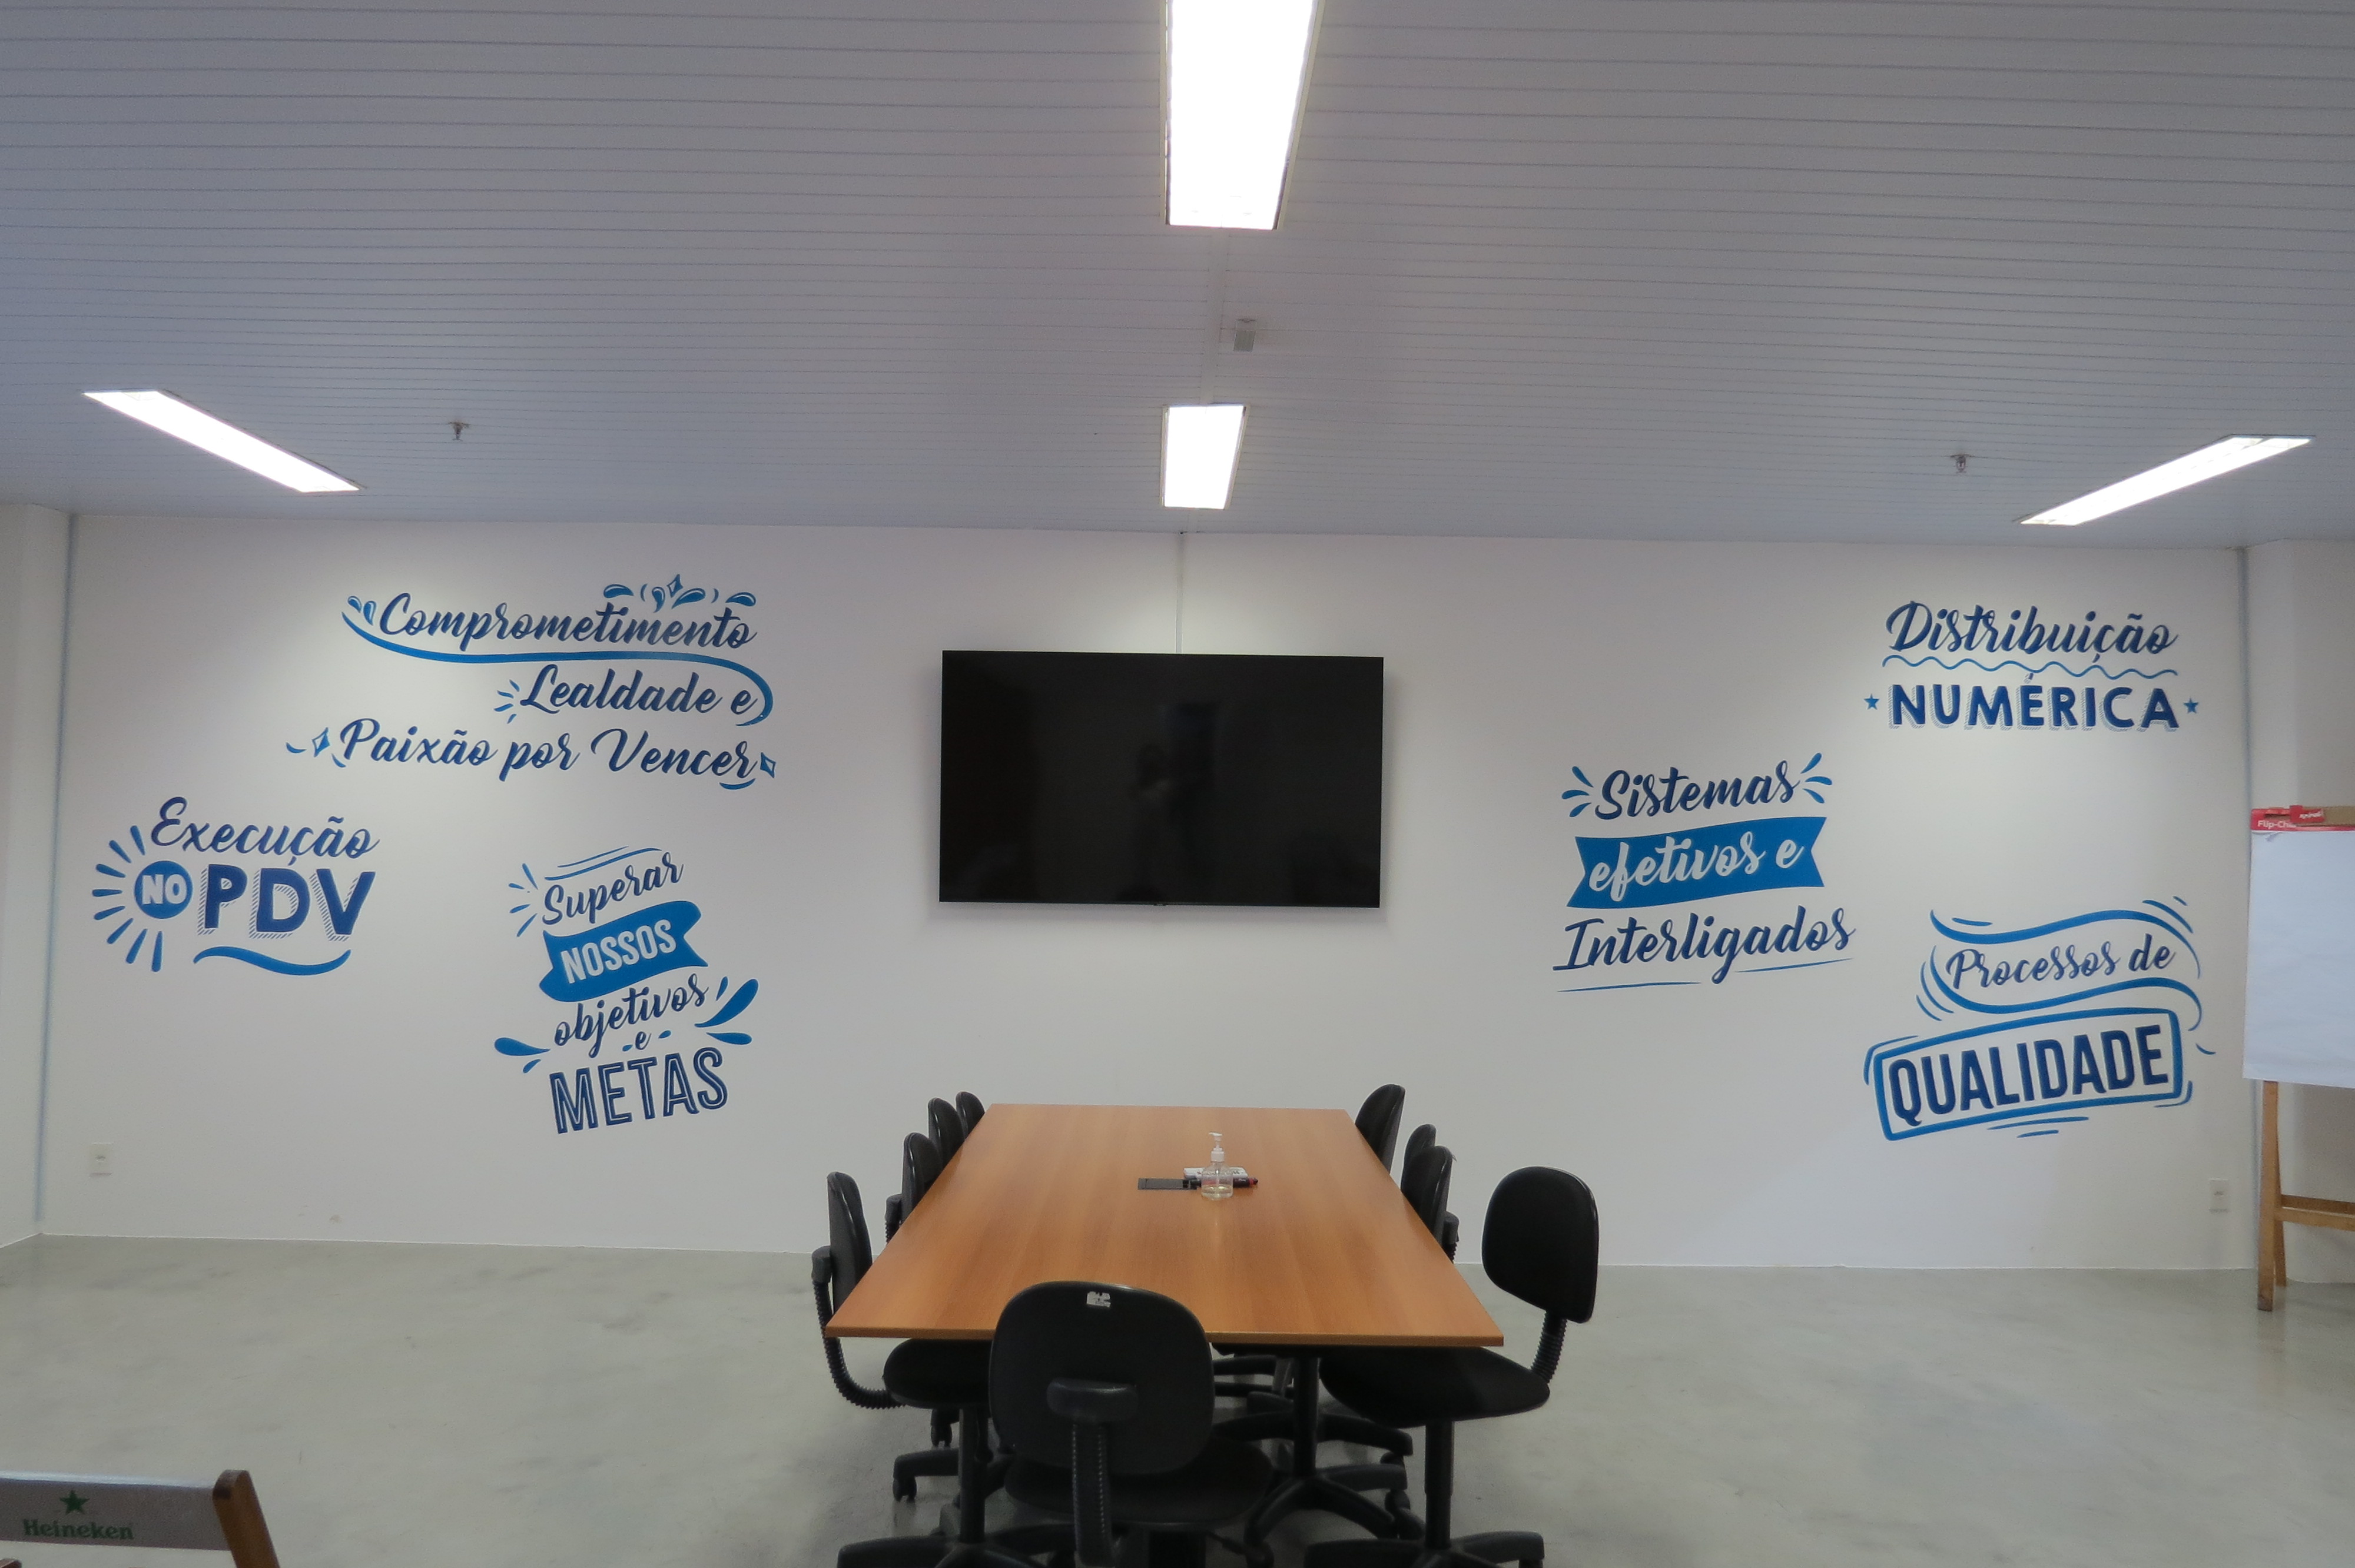 Comprometimento
Lealdade e
Paixão por Vencer
Execução
NO PDV
Superar
NOSSOS
objetivos
e
METAS
Sistemas
efetivos e
Interligados
Distribuição
NUMÉRICA
Processos de
QUALIDADE
Heineken